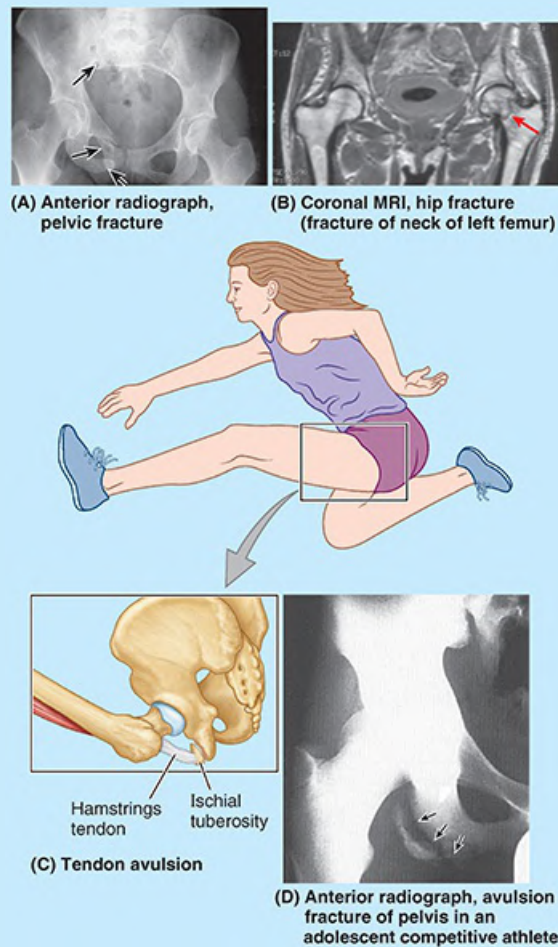 (A) Anterior radiograph,
pelvic fracture
(B) Coronal MRI, hip fracture
(fracture of neck of left femur)
Hamstrings
tendon
Ischial
tuberosity
(C) Tendon avulsion
(D) Anterior radiograph, avulsion
fracture of pelvis in an
adolescent competitive athlete